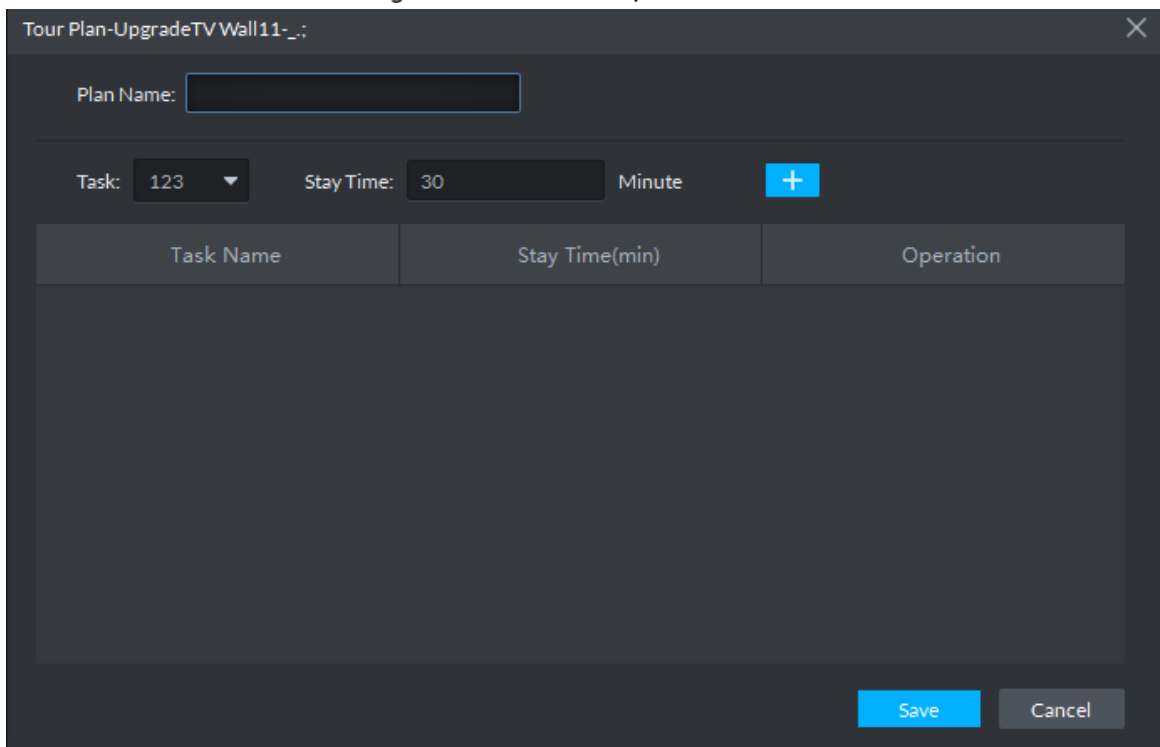 Tour Plan-UpgradeTV Wall11-_.;
Plan Name:
Task: 123 Stay Time: 30 Minute +
Task Name Stay Time(min) Operation
Save Cancel